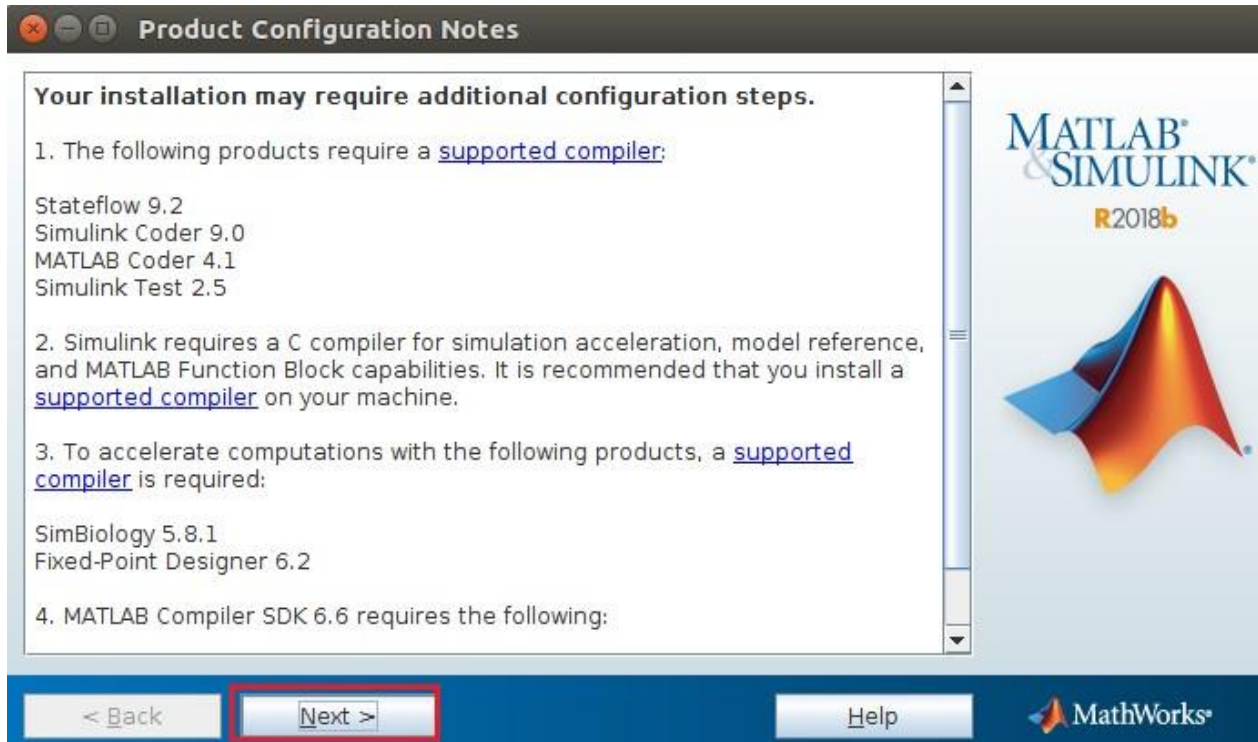 Product Configuration Notes
Your installation may require additional configuration steps.
1. The following products require a supported compiler:
Stateflow 9.2
Simulink Coder 9.0
MATLAB Coder 4.1
Simulink Test 2.5
2. Simulink requires a C compiler for simulation acceleration, model reference,
and MATLAB Function Block capabilities. It is recommended that you install a
supported compiler on your machine.
3. To accelerate computations with the following products, a supported
compiler is required:
SimBiology 5.8.1
Fixed-Point Designer 6.2
4. MATLAB Compiler SDK 6.6 requires the following:
MATLAB®
&SIMULINK®
R2018b
< Back
Next >
Help
MathWorks®